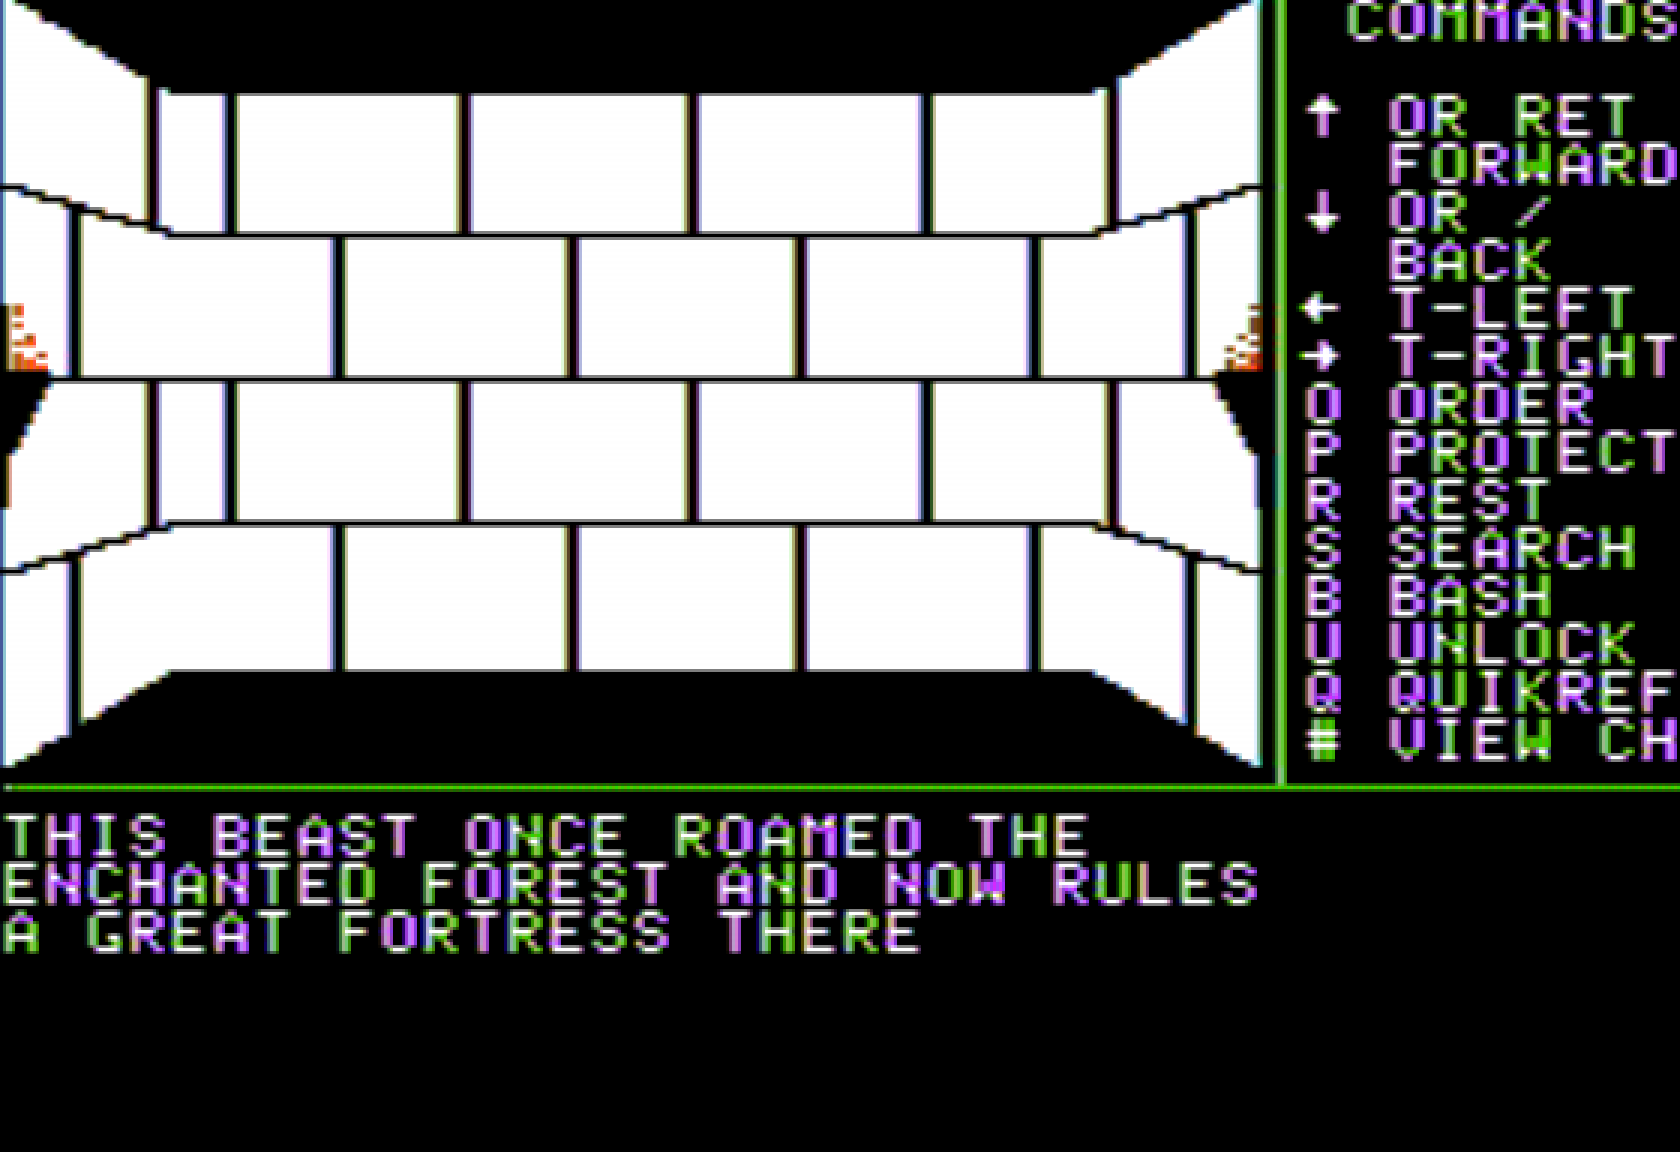 COMMANDS
↑ OR RET
FORWARD
↓ OR /
BACK
← T-LEFT
→ T-RIGHT
O ORDER
P PROTECT
R REST
S SEARCH
B BASH
U UNLOCK
Q QUIKREF
# VIEW CH
THIS BEAST ONCE ROAMED THE
ENCHANTED FOREST AND NOW RULES
A GREAT FORTRESS THERE